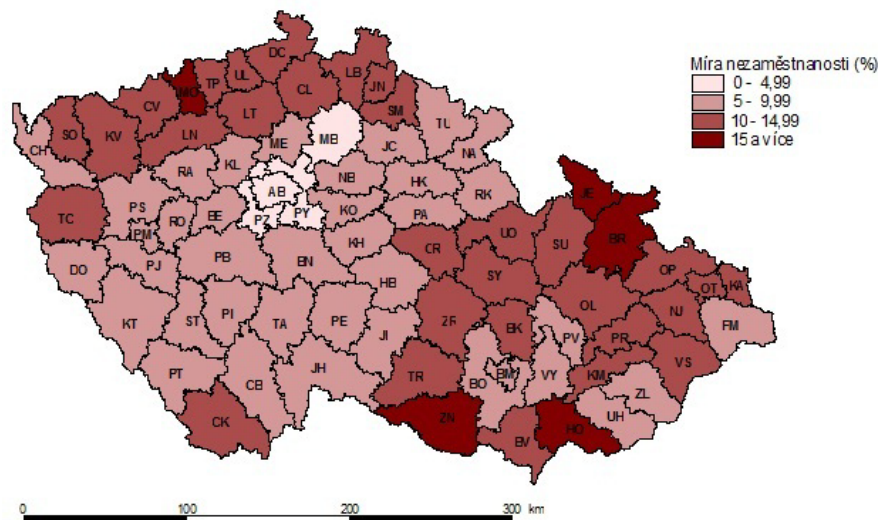 Míra nezaměstnanosti (%)
0 - 4,99
5 - 9,99
10 - 14,99
15 a více
DC
LB
JN
UL
TP
MO
CL
SM
CV
LT
TU
SO
KV
LN
ME
MB
JC
NA
CH
RA
KL
AB
NB
HK
RK
JE
TC
PS
RO
BE
PZ
PY
KO
PA
PM
KH
CR
UO
SU
BR
DO
PJ
PB
BN
HB
SY
OP
OT
KA
KT
ST
PI
TA
PE
JI
ZR
BK
PV
OL
PR
NJ
FM
PT
CB
JH
TR
BO
BM
VY
KM
VS
ZL
CK
ZN
BV
HO
UH
0 100 200 300 km